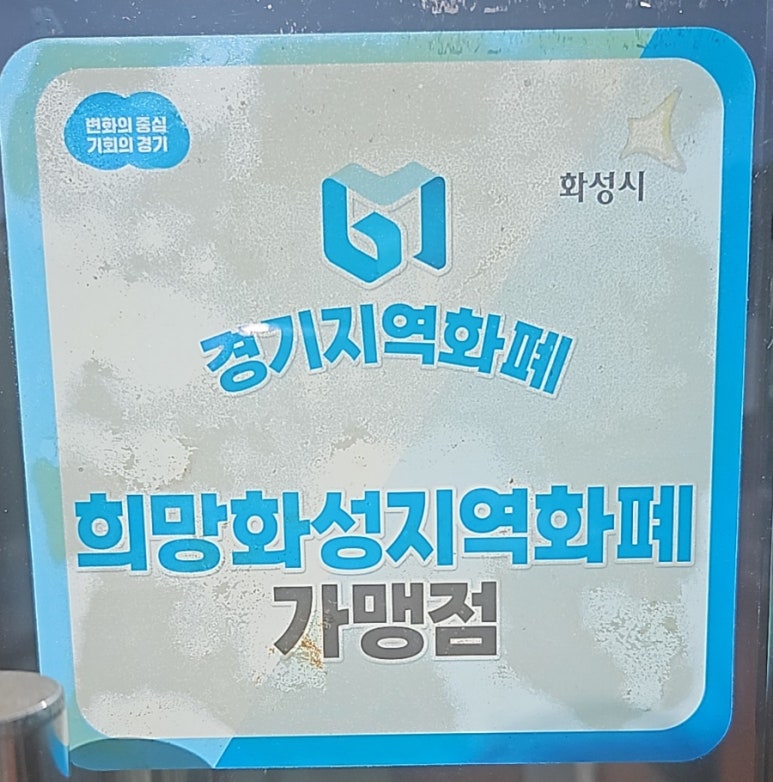 변화의 중심
기회의 경기
화성시
경기지역화폐
희망화성지역화폐
가맹점